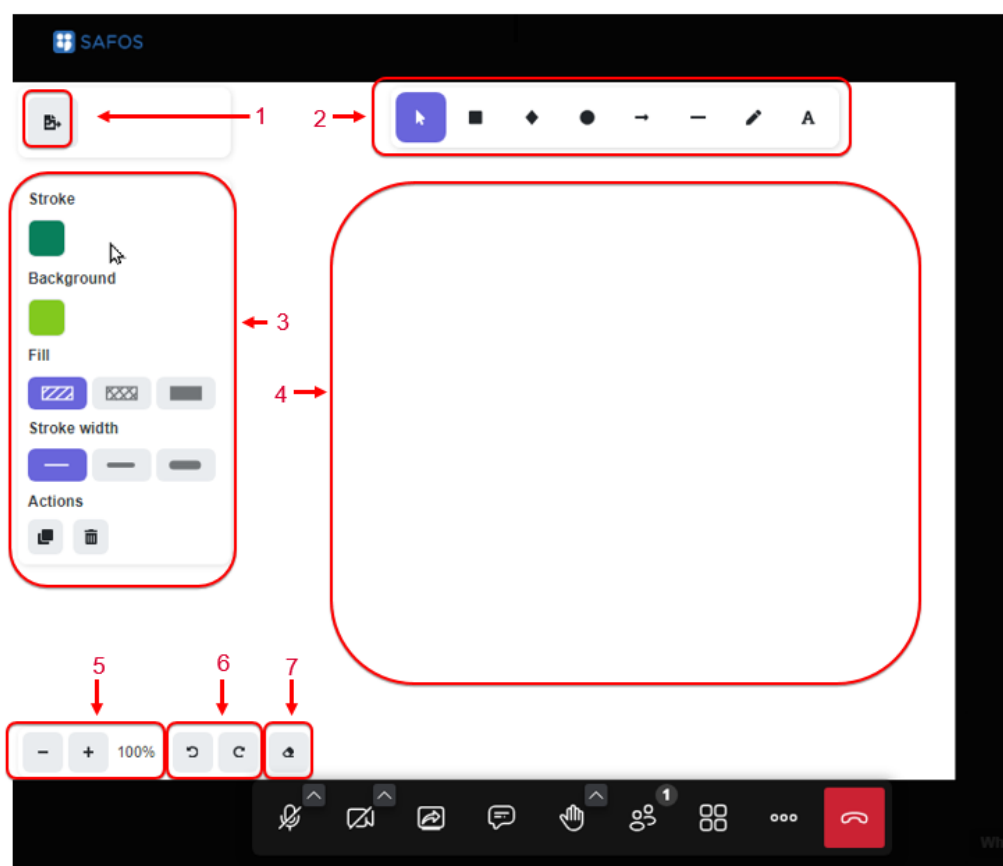 SAFOS
1
2
A
Stroke
Background
3
Fill
4
Stroke width
Actions
5
6
7
100%
1